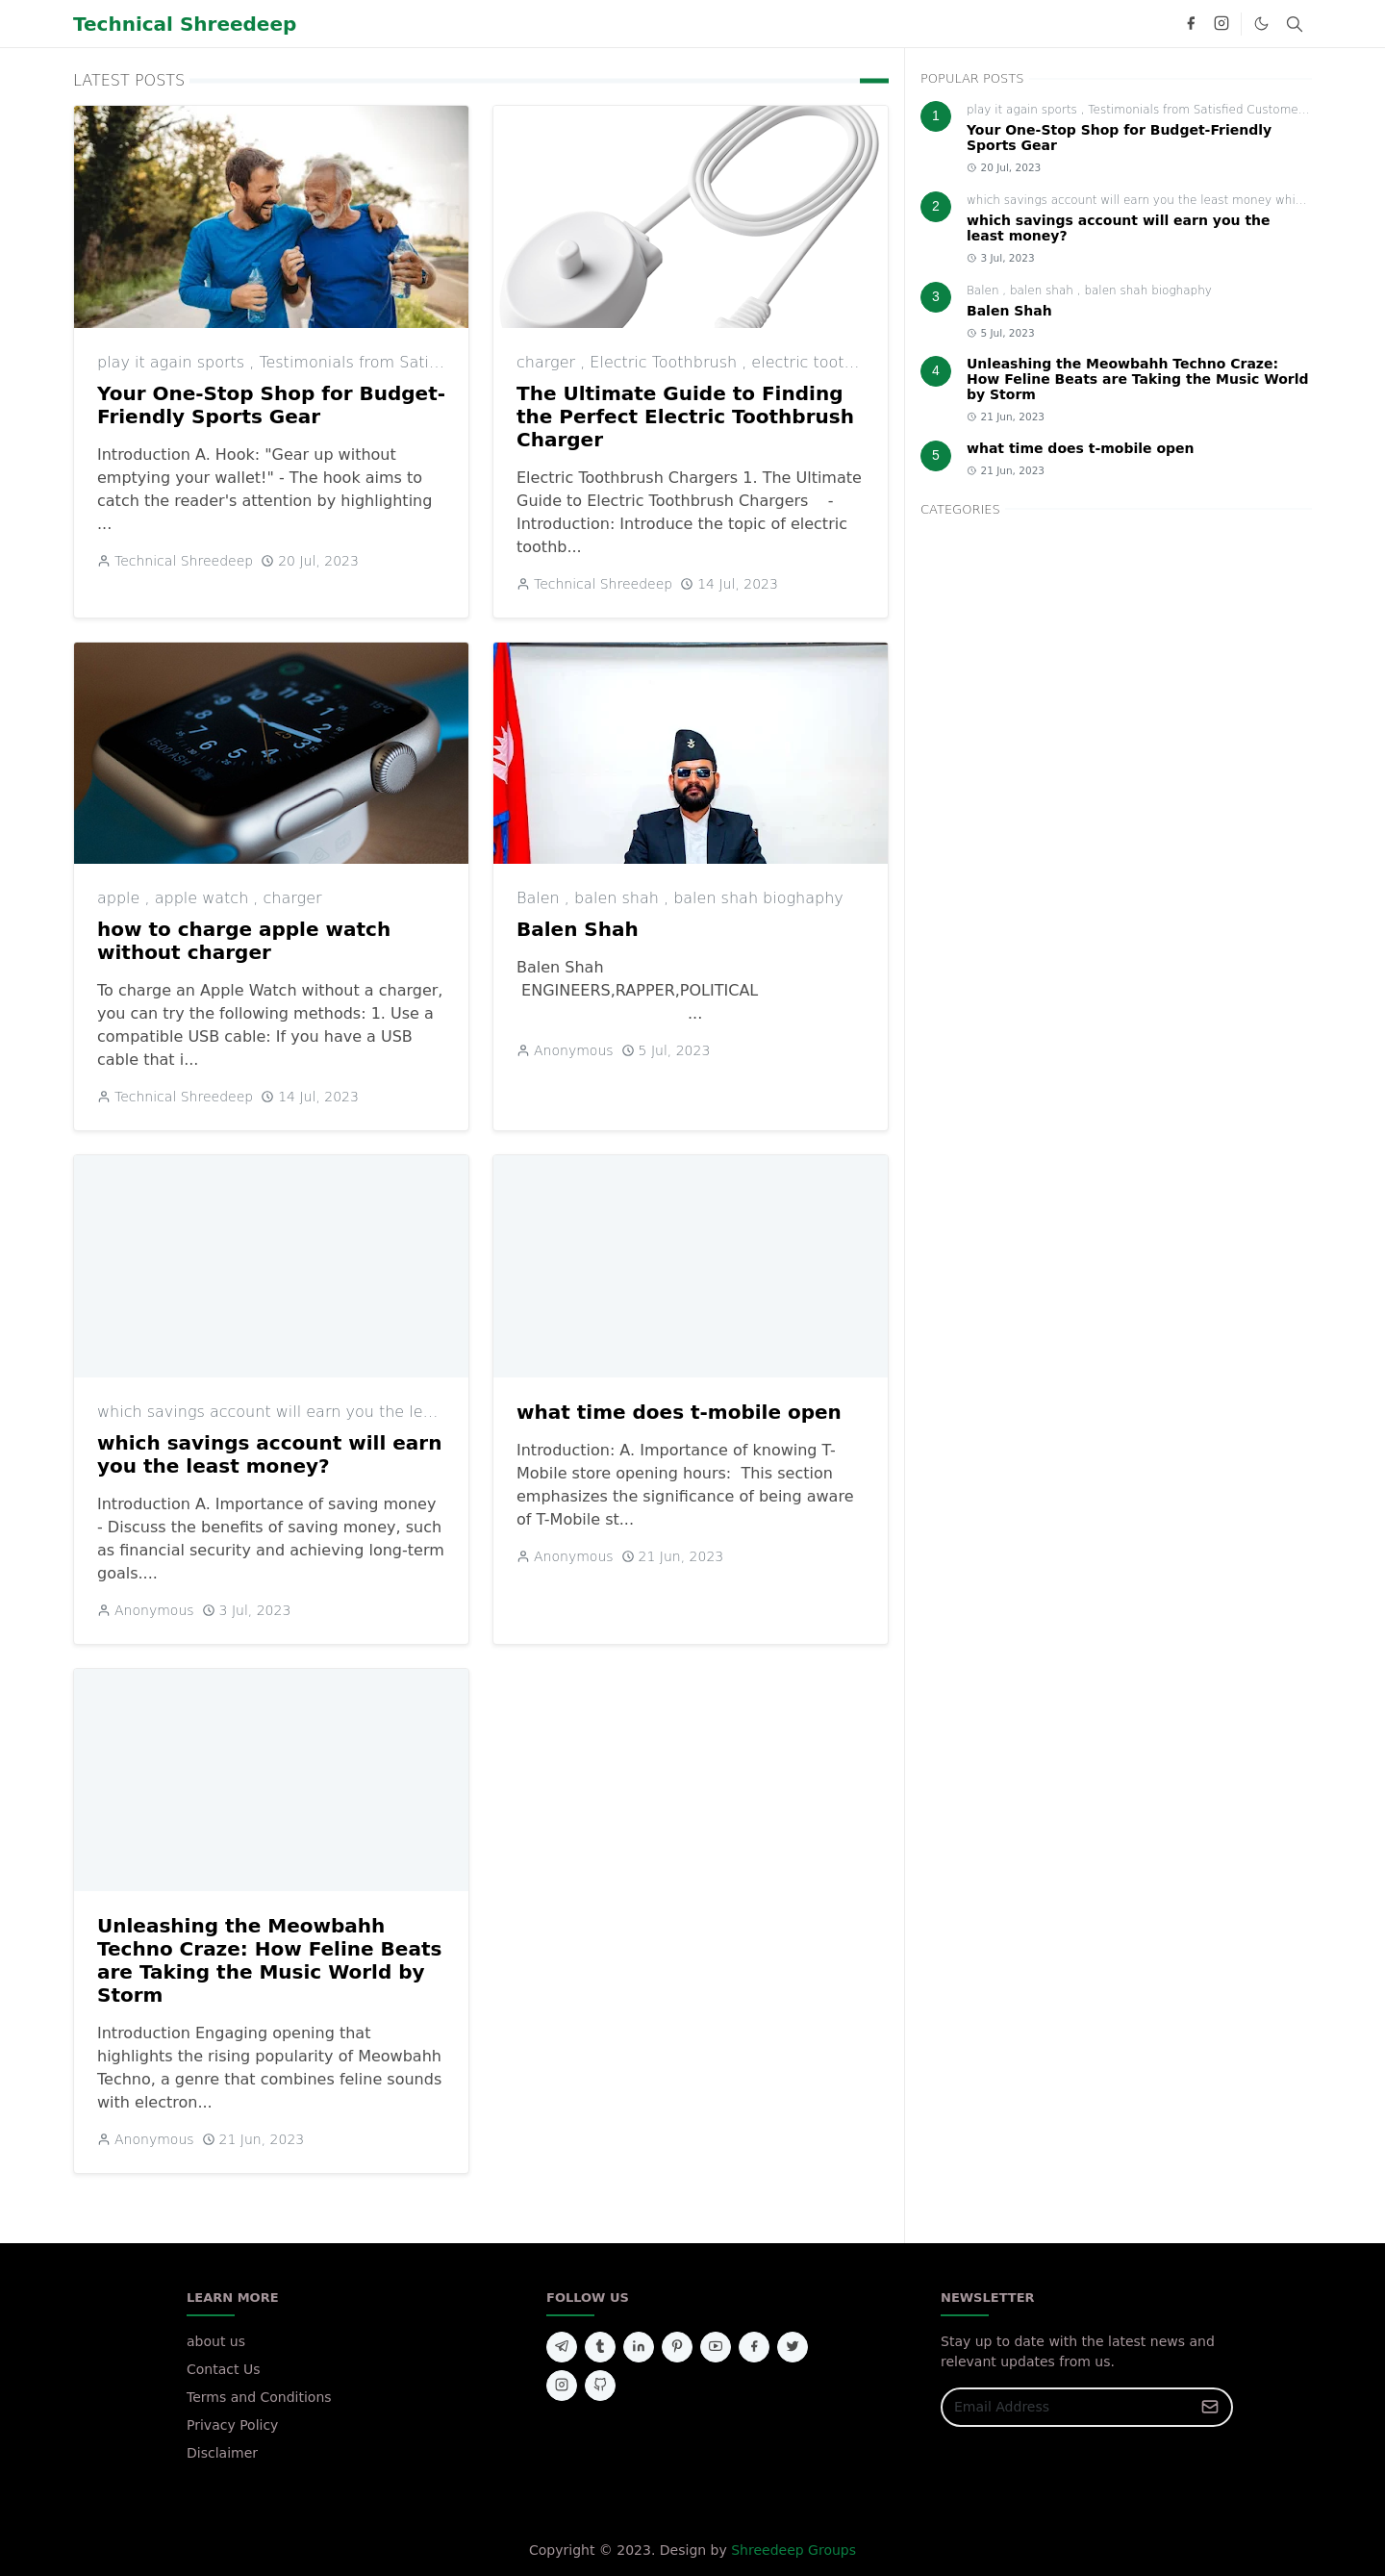 Technical Shreedeep
LATEST POSTS
play it again sports , Testimonials from Sati...
Your One-Stop Shop for Budget-
Friendly Sports Gear
Introduction A. Hook: "Gear up without
emptying your wallet!" - The hook aims to
catch the reader's attention by highlighting
...
Technical Shreedeep 20 Jul, 2023
charger , Electric Toothbrush , electric toot...
The Ultimate Guide to Finding
the Perfect Electric Toothbrush
Charger
Electric Toothbrush Chargers 1. The Ultimate
Guide to Electric Toothbrush Chargers -
Introduction: Introduce the topic of electric
toothb...
Technical Shreedeep 14 Jul, 2023
apple , apple watch , charger
how to charge apple watch
without charger
To charge an Apple Watch without a charger,
you can try the following methods: 1. Use a
compatible USB cable: If you have a USB
cable that i...
Technical Shreedeep 14 Jul, 2023
Balen , balen shah , balen shah bioghaphy
Balen Shah
Balen Shah
ENGINEERS,RAPPER,POLITICAL
...
Anonymous 5 Jul, 2023
which savings account will earn you the le...
which savings account will earn
you the least money?
Introduction A. Importance of saving money
- Discuss the benefits of saving money, such
as financial security and achieving long-term
goals....
Anonymous 3 Jul, 2023
what time does t-mobile open
Introduction: A. Importance of knowing T-
Mobile store opening hours: This section
emphasizes the significance of being aware
of T-Mobile st...
Anonymous 21 Jun, 2023
Unleashing the Meowbahh
Techno Craze: How Feline Beats
are Taking the Music World by
Storm
Introduction Engaging opening that
highlights the rising popularity of Meowbahh
Techno, a genre that combines feline sounds
with electron...
Anonymous 21 Jun, 2023
POPULAR POSTS
1
play it again sports , Testimonials from Satisfied Custome...
Your One-Stop Shop for Budget-Friendly
Sports Gear
20 Jul, 2023
2
which savings account will earn you the least money whi...
which savings account will earn you the
least money?
3 Jul, 2023
3
Balen , balen shah , balen shah bioghaphy
Balen Shah
5 Jul, 2023
4
Unleashing the Meowbahh Techno Craze:
How Feline Beats are Taking the Music World
by Storm
21 Jun, 2023
5
what time does t-mobile open
21 Jun, 2023
CATEGORIES
LEARN MORE
about us
Contact Us
Terms and Conditions
Privacy Policy
Disclaimer
FOLLOW US
NEWSLETTER
Stay up to date with the latest news and
relevant updates from us.
Email Address
Copyright © 2023. Design by Shreedeep Groups